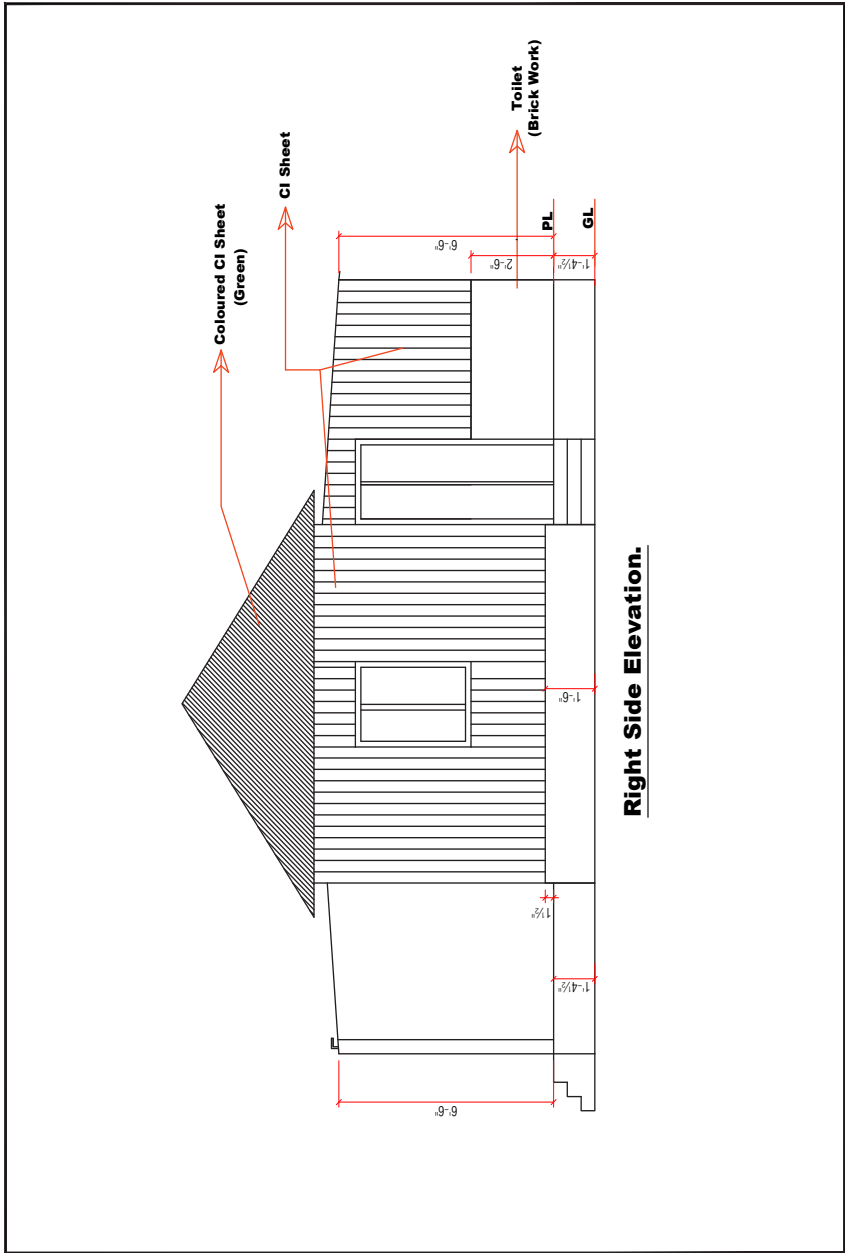 Coloured CI Sheet
(Green)
CI Sheet
Toilet
(Brick Work)
6'-6"
2'-6"
PL
1'-4½"
GL
1'-6"
1½"
1'-4½"
6'-6"
Right Side Elevation.